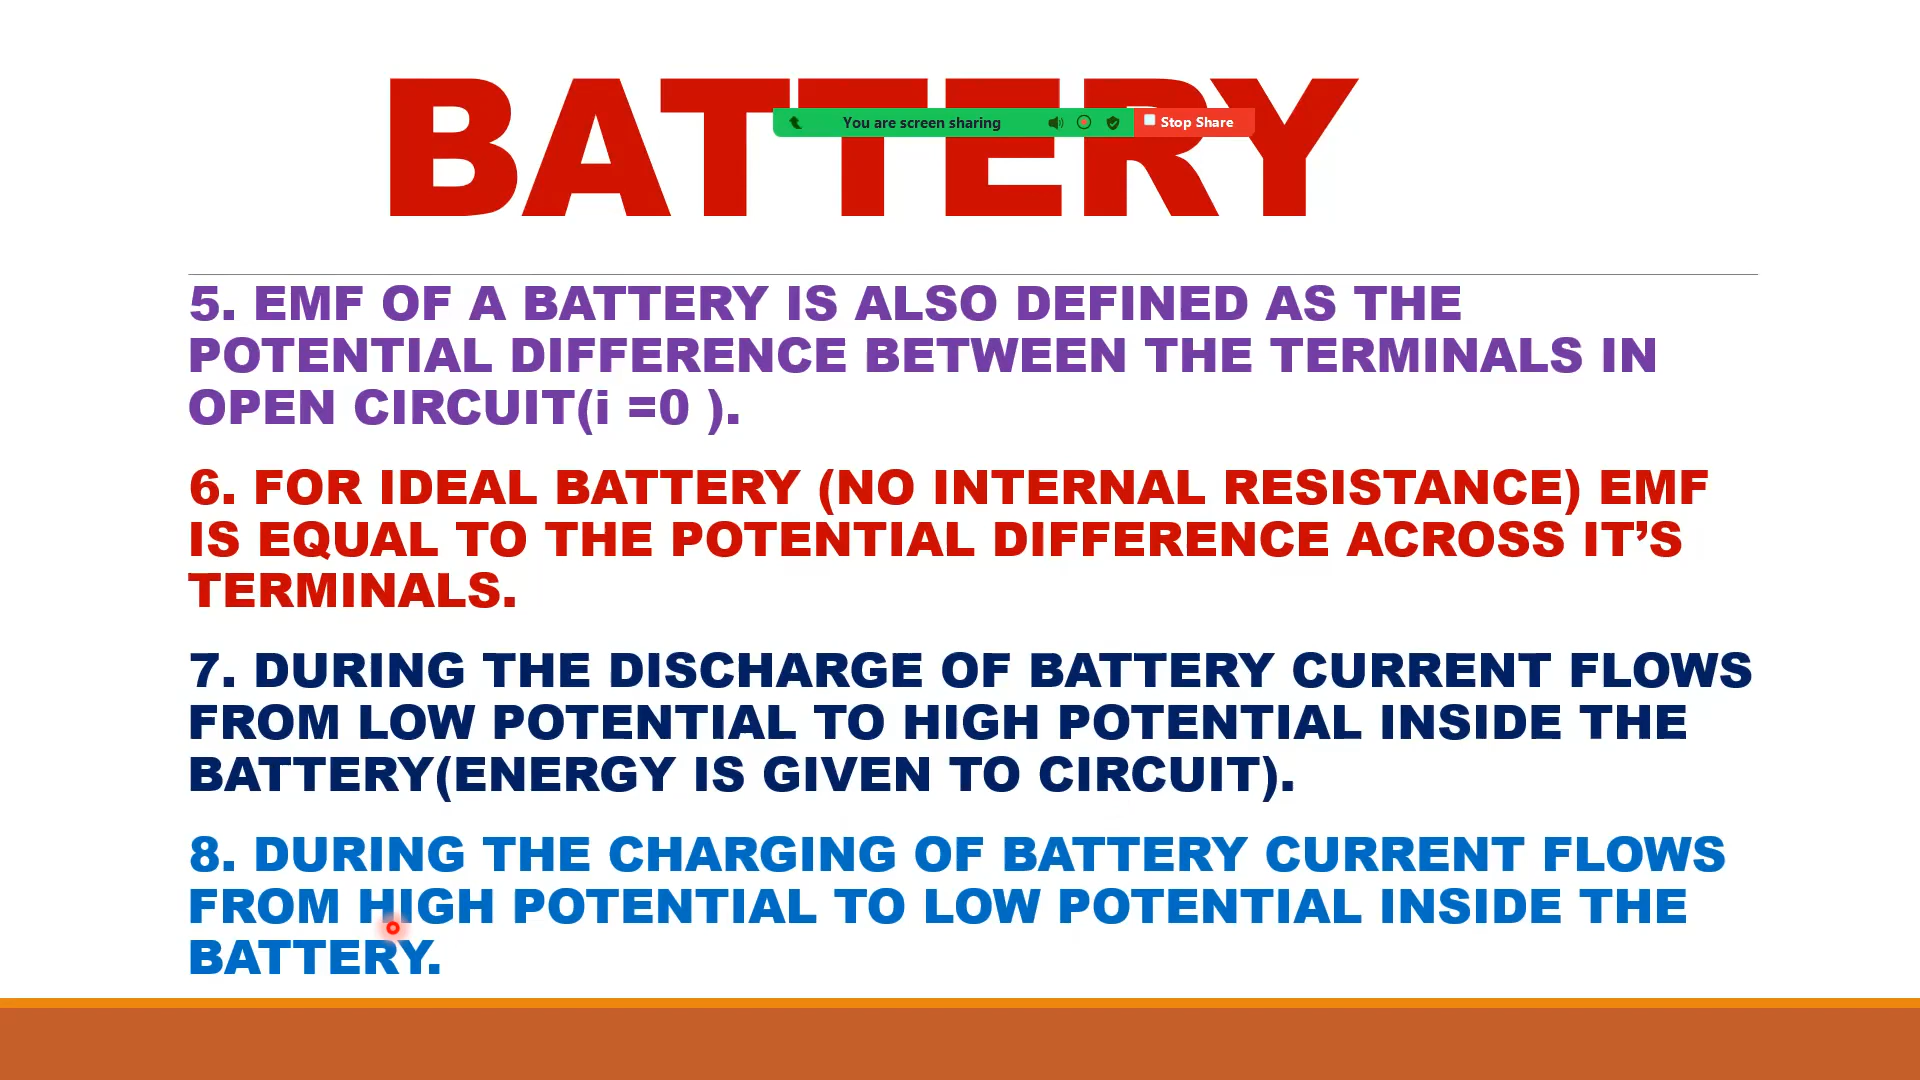 BATTERY
You are screen sharing
Stop Share
5. EMF OF A BATTERY IS ALSO DEFINED AS THE
POTENTIAL DIFFERENCE BETWEEN THE TERMINALS IN
OPEN CIRCUIT(i =0 ).
6. FOR IDEAL BATTERY (NO INTERNAL RESISTANCE) EMF
IS EQUAL TO THE POTENTIAL DIFFERENCE ACROSS IT’S
TERMINALS.
7. DURING THE DISCHARGE OF BATTERY CURRENT FLOWS
FROM LOW POTENTIAL TO HIGH POTENTIAL INSIDE THE
BATTERY(ENERGY IS GIVEN TO CIRCUIT).
8. DURING THE CHARGING OF BATTERY CURRENT FLOWS
FROM HIGH POTENTIAL TO LOW POTENTIAL INSIDE THE
BATTERY.